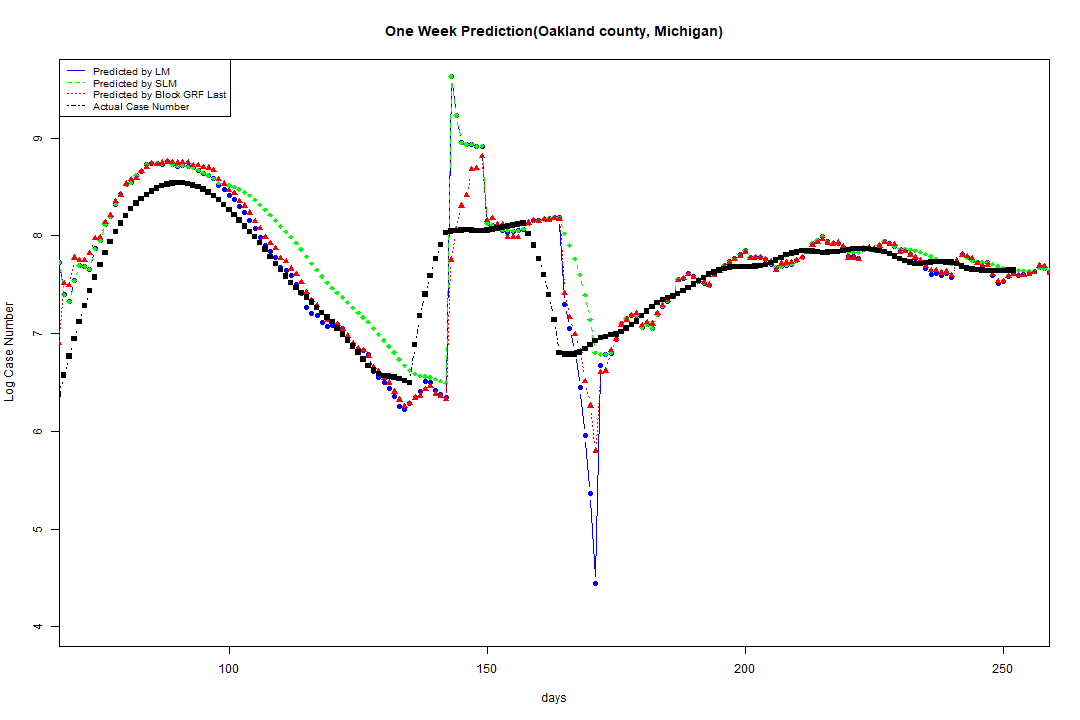 One Week Prediction(Oakland county, Michigan)
Predicted by LM
Predicted by SLM
Predicted by Block GRF Last
Actual Case Number
9
8
7
6
5
4
Log Case Number
100 150 200 250
days